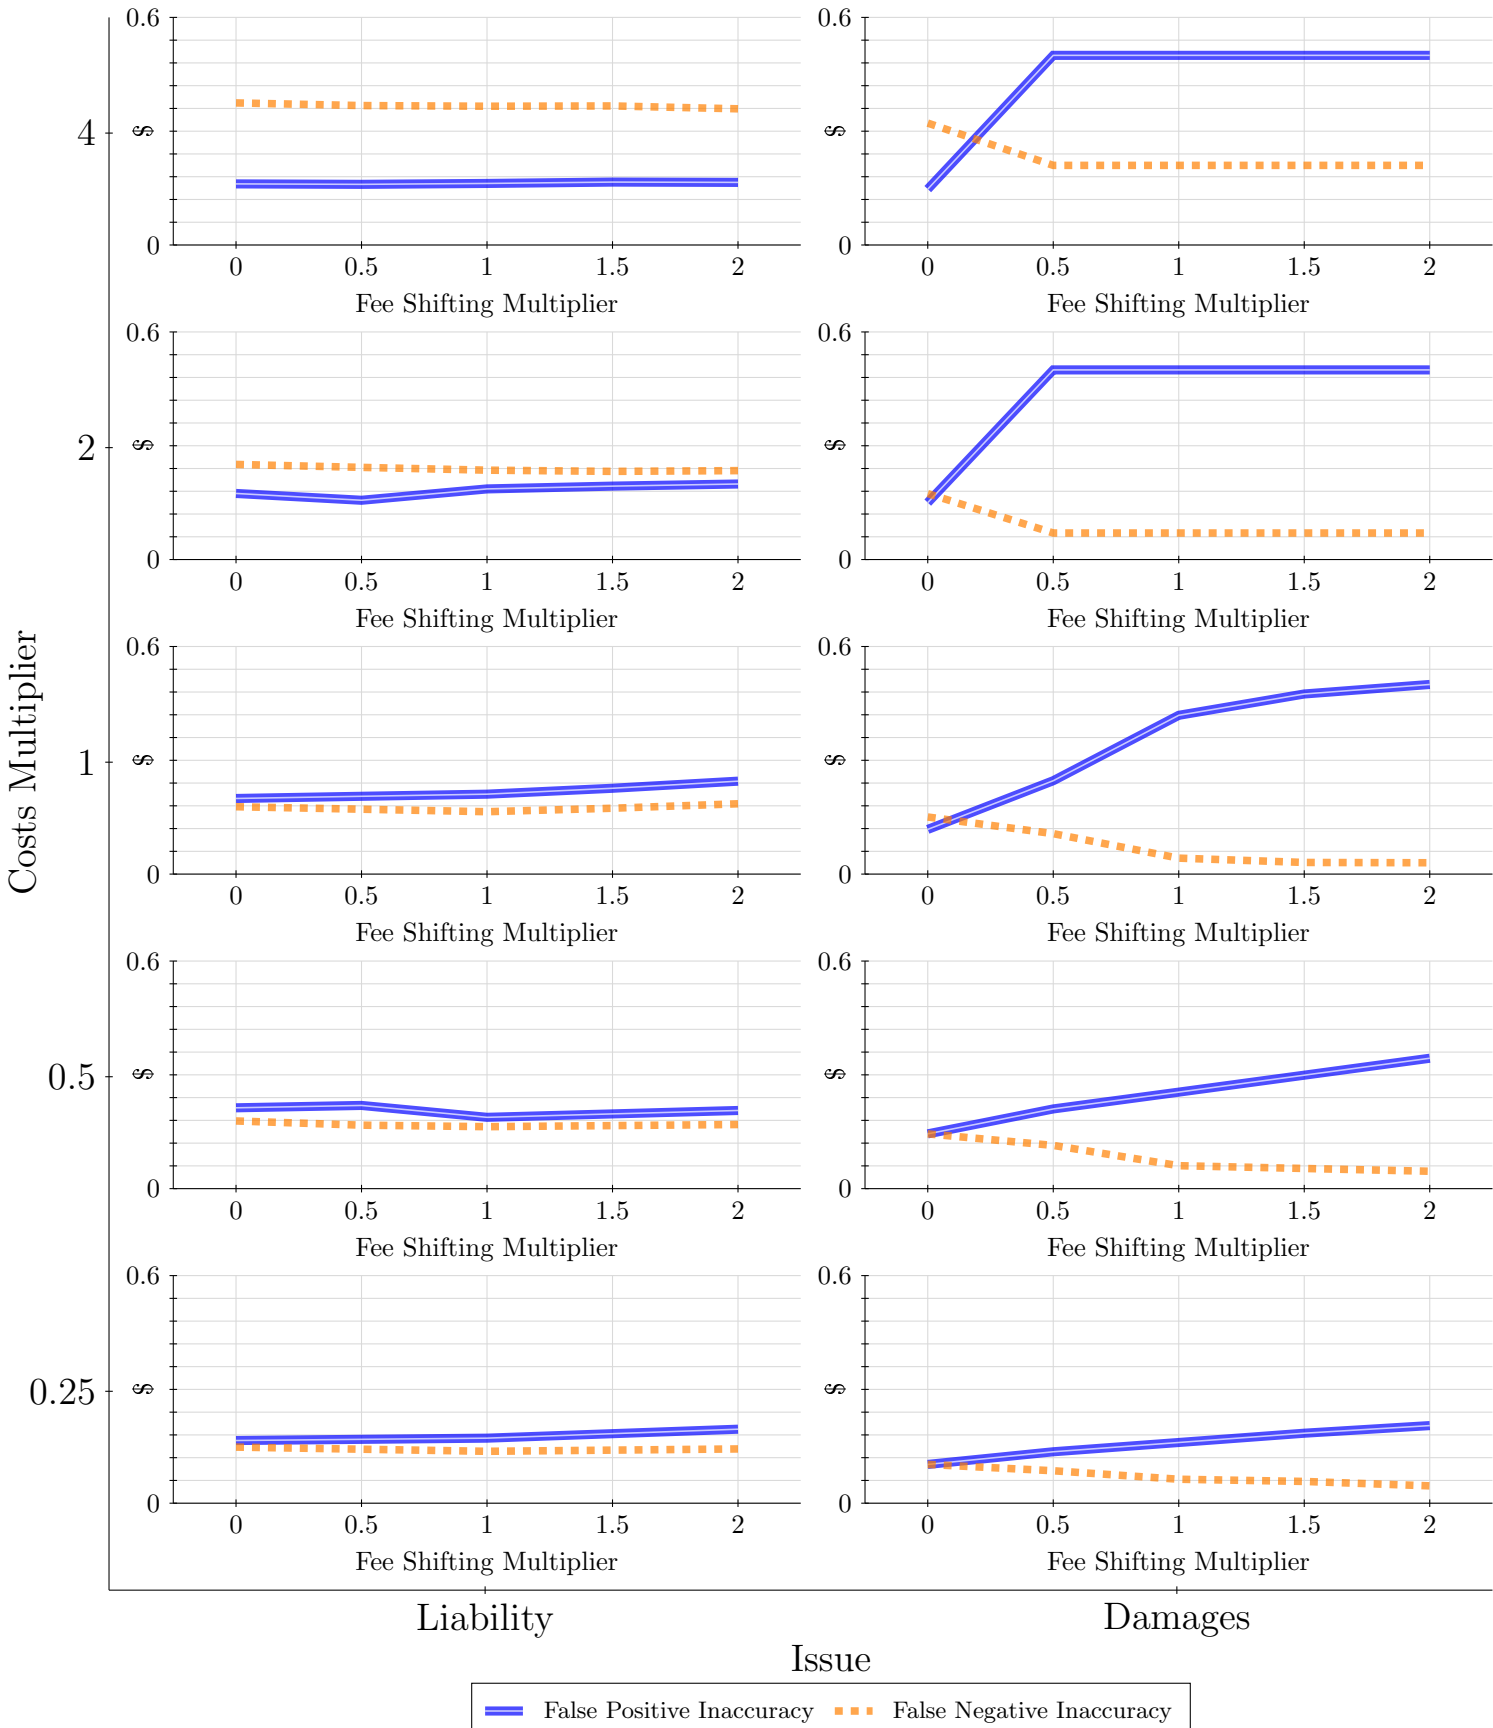 Costs Multiplier
4
0.6
$
0
0 0.5 1 1.5 2
Fee Shifting Multiplier
0.6
$
0
0 0.5 1 1.5 2
Fee Shifting Multiplier
2
0.6
$
0
0 0.5 1 1.5 2
Fee Shifting Multiplier
0.6
$
0
0 0.5 1 1.5 2
Fee Shifting Multiplier
1
0.6
$
0
0 0.5 1 1.5 2
Fee Shifting Multiplier
0.6
$
0
0 0.5 1 1.5 2
Fee Shifting Multiplier
0.5
0.6
$
0
0 0.5 1 1.5 2
Fee Shifting Multiplier
0.6
$
0
0 0.5 1 1.5 2
Fee Shifting Multiplier
0.25
0.6
$
0
0 0.5 1 1.5 2
Fee Shifting Multiplier
0.6
$
0
0 0.5 1 1.5 2
Fee Shifting Multiplier
Liability Damages
Issue
False Positive Inaccuracy False Negative Inaccuracy